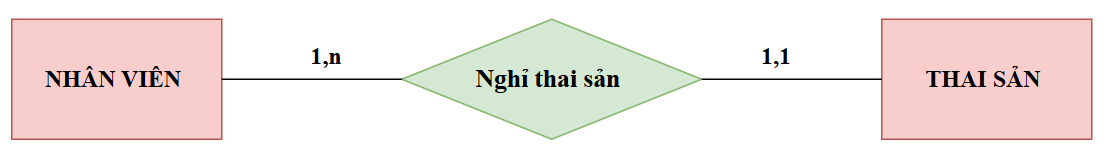 NHÂN VIÊN
1,n
Nghỉ thai sản
1,1
THAI SẢN